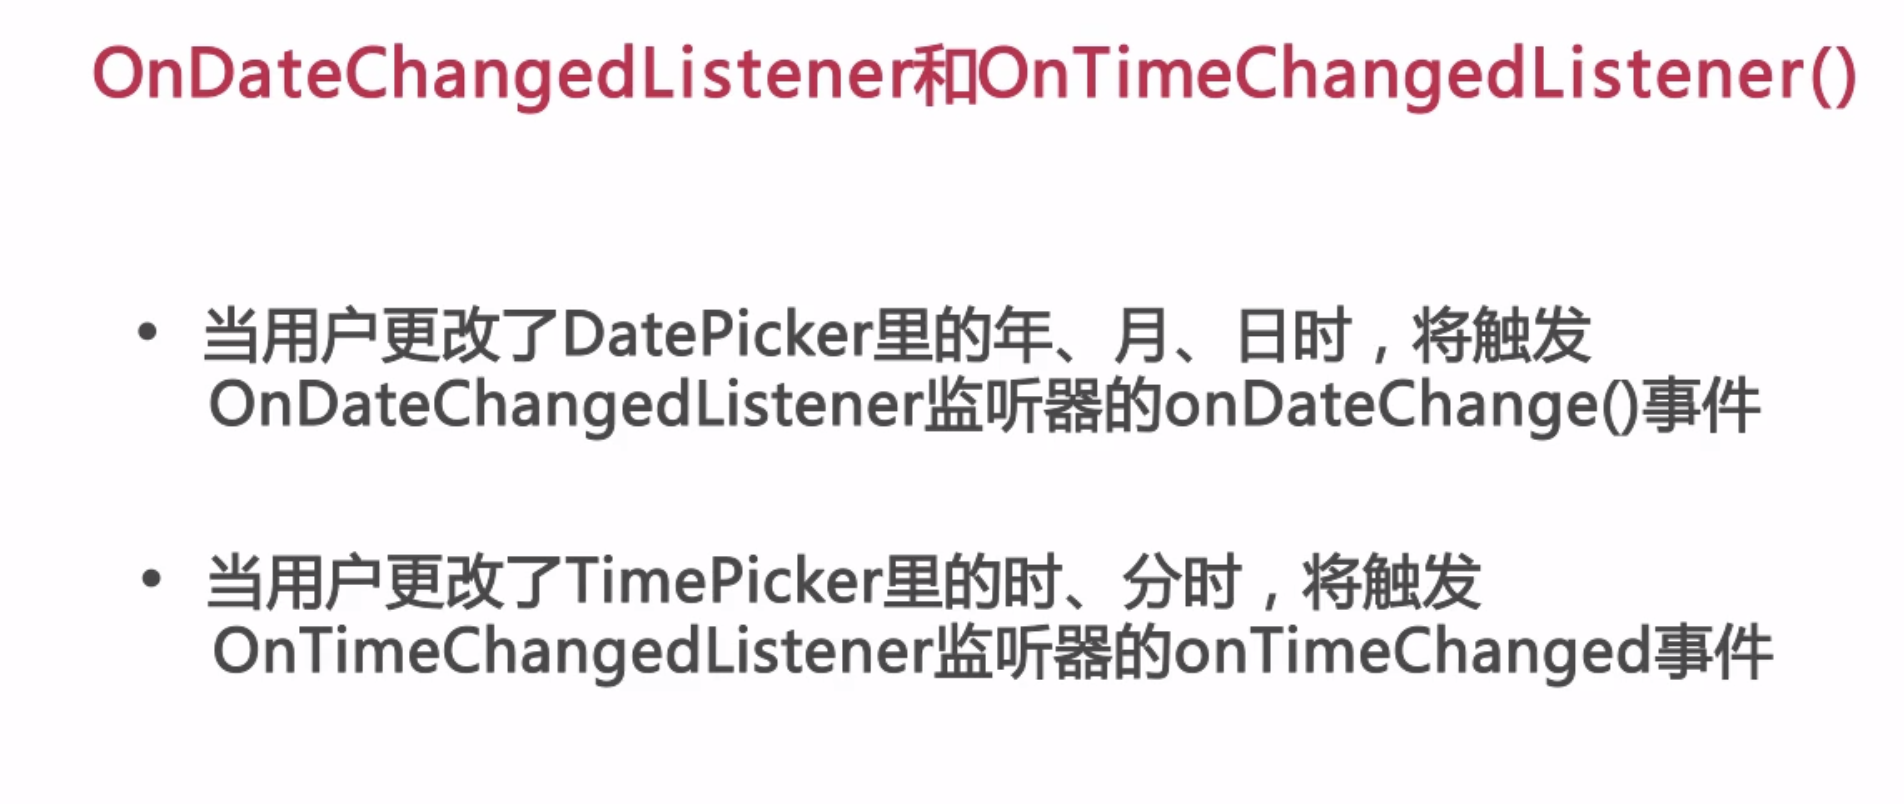 OnDateChangedListener和OnTimeChangedListener()
• 当用户更改了DatePicker里的年、月、日时，将触发
OnDateChangedListener监听器的onDateChange()事件
• 当用户更改了TimePicker里的时、分时，将触发
OnTimeChangedListener监听器的onTimeChanged事件